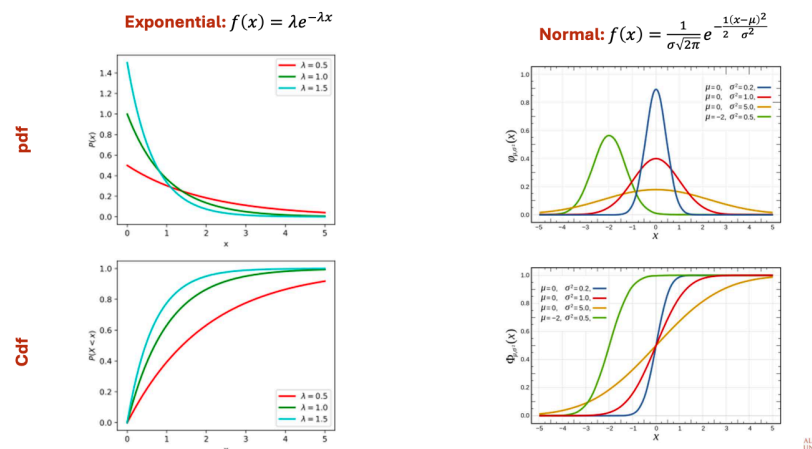 Exponential: f(x) = λe^{−λx}
Normal: f(x) = \frac{1}{σ\sqrt{2π}} e^{−\frac{1}{2}\frac{(x−μ)^2}{σ^2}}
pdf
P(x)
1.4
1.2
1.0
0.8
0.6
0.4
0.2
0.0
λ = 0.5
λ = 1.0
λ = 1.5
0 1 2 3 4 5
x
φμ,σ²(x)
1.0
0.8
0.6
0.4
0.2
0.0
μ=0, σ²=0.2,
μ=0, σ²=1.0,
μ=0, σ²=5.0,
μ=−2, σ²=0.5,
−5 −4 −3 −2 −1 0 1 2 3 4 5
x
Cdf
P(X < x)
1.0
0.8
0.6
0.4
0.2
0.0
λ = 0.5
λ = 1.0
λ = 1.5
0 1 2 3 4 5
Φμ,σ²(x)
1.0
0.8
0.6
0.4
0.2
0.0
μ=0, σ²=0.2,
μ=0, σ²=1.0,
μ=0, σ²=5.0,
μ=−2, σ²=0.5,
−5 −4 −3 −2 −1 0 1 2 3 4 5
x
AL